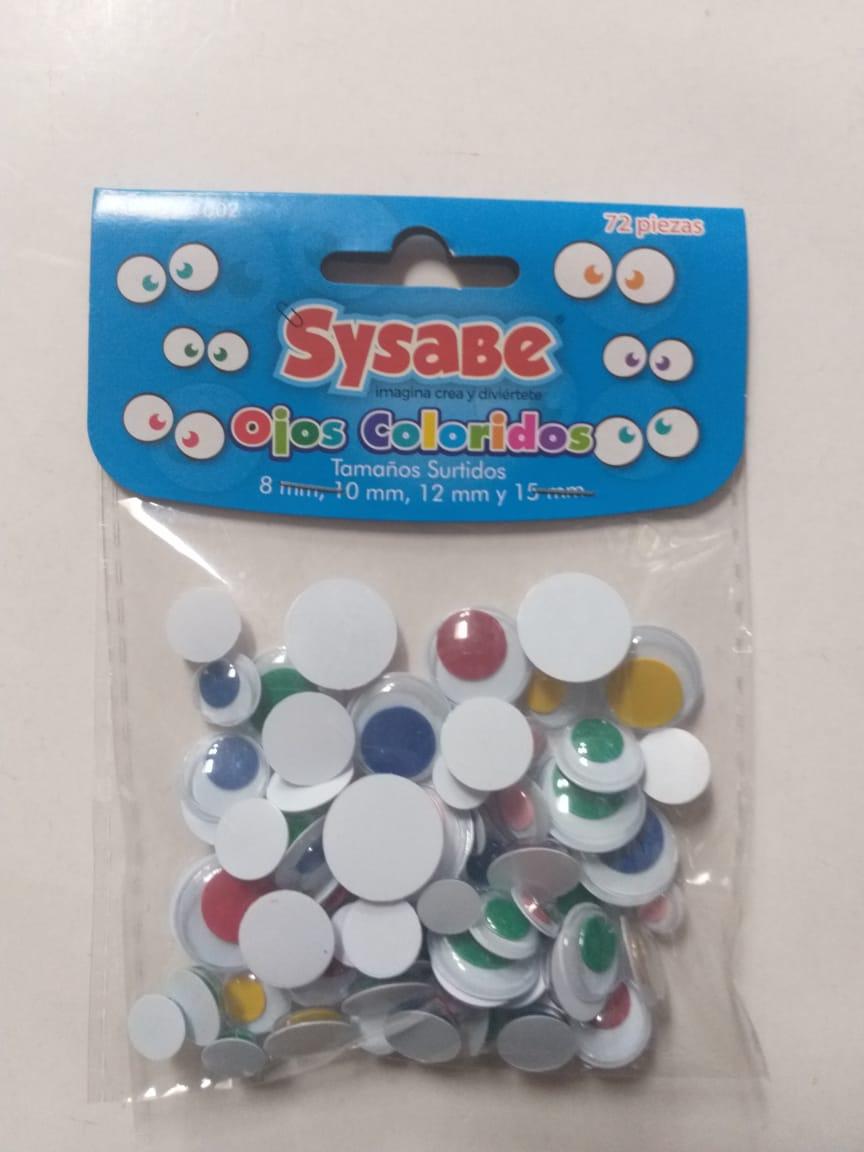 72 piezas
Sysabe
imagina crea y diviértete
Ojos Coloridos
Tamaños Surtidos
8 mm, 10 mm, 12 mm y 15 mm